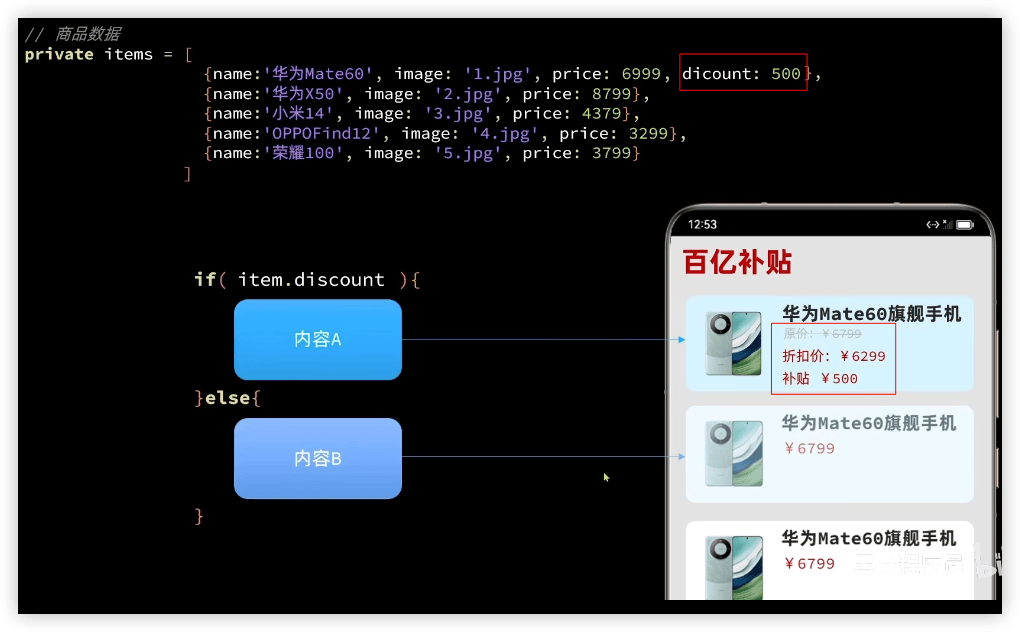 // 商品数据
private items = [
{name:'华为Mate60', image: '1.jpg', price: 6999, dicount: 500},
{name:'华为X50', image: '2.jpg', price: 8799},
{name:'小米14', image: '3.jpg', price: 4379},
{name:'OPPOFind12', image: '4.jpg', price: 3299},
{name:'荣耀100', image: '5.jpg', price: 3799}
]
if( item.discount ){
内容A
}else{
内容B
}
12:53
百亿补贴
华为Mate60旗舰手机
原价: ¥6799
折扣价: ¥6299
补贴 ¥500
华为Mate60旗舰手机
¥6799
华为Mate60旗舰手机
¥6799